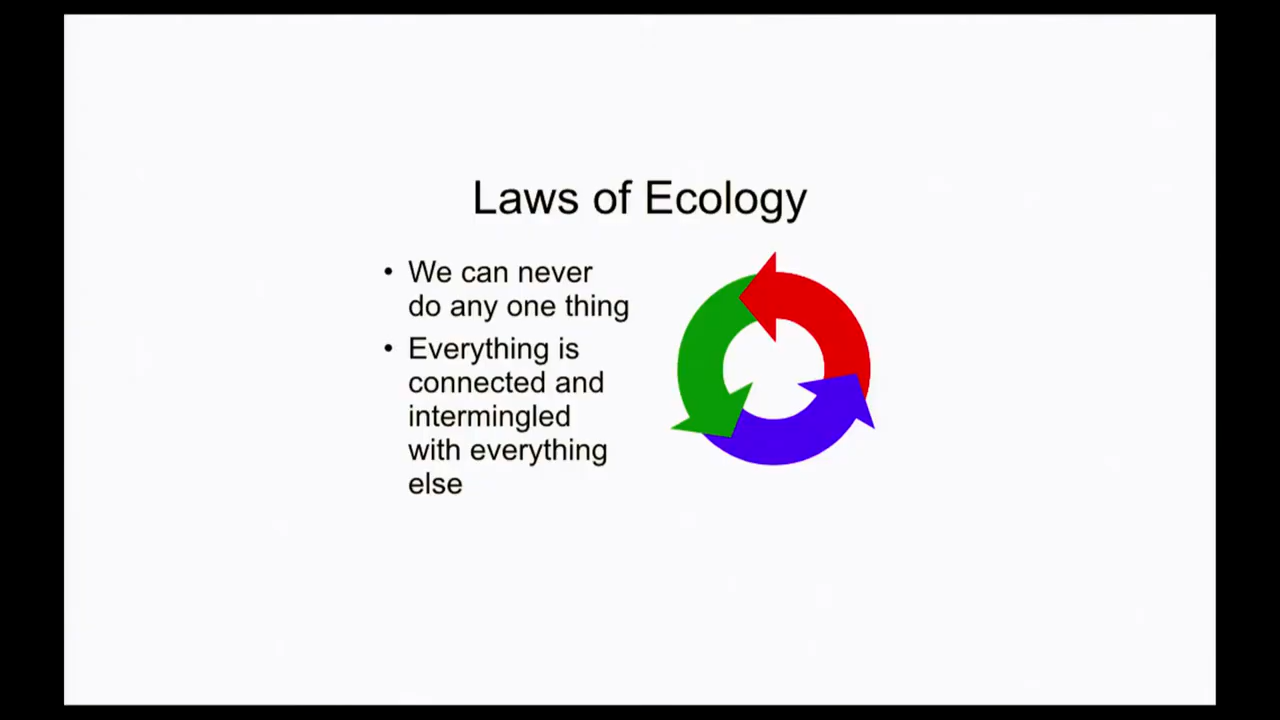 Laws of Ecology
• We can never
do any one thing
• Everything is
connected and
intermingled
with everything
else